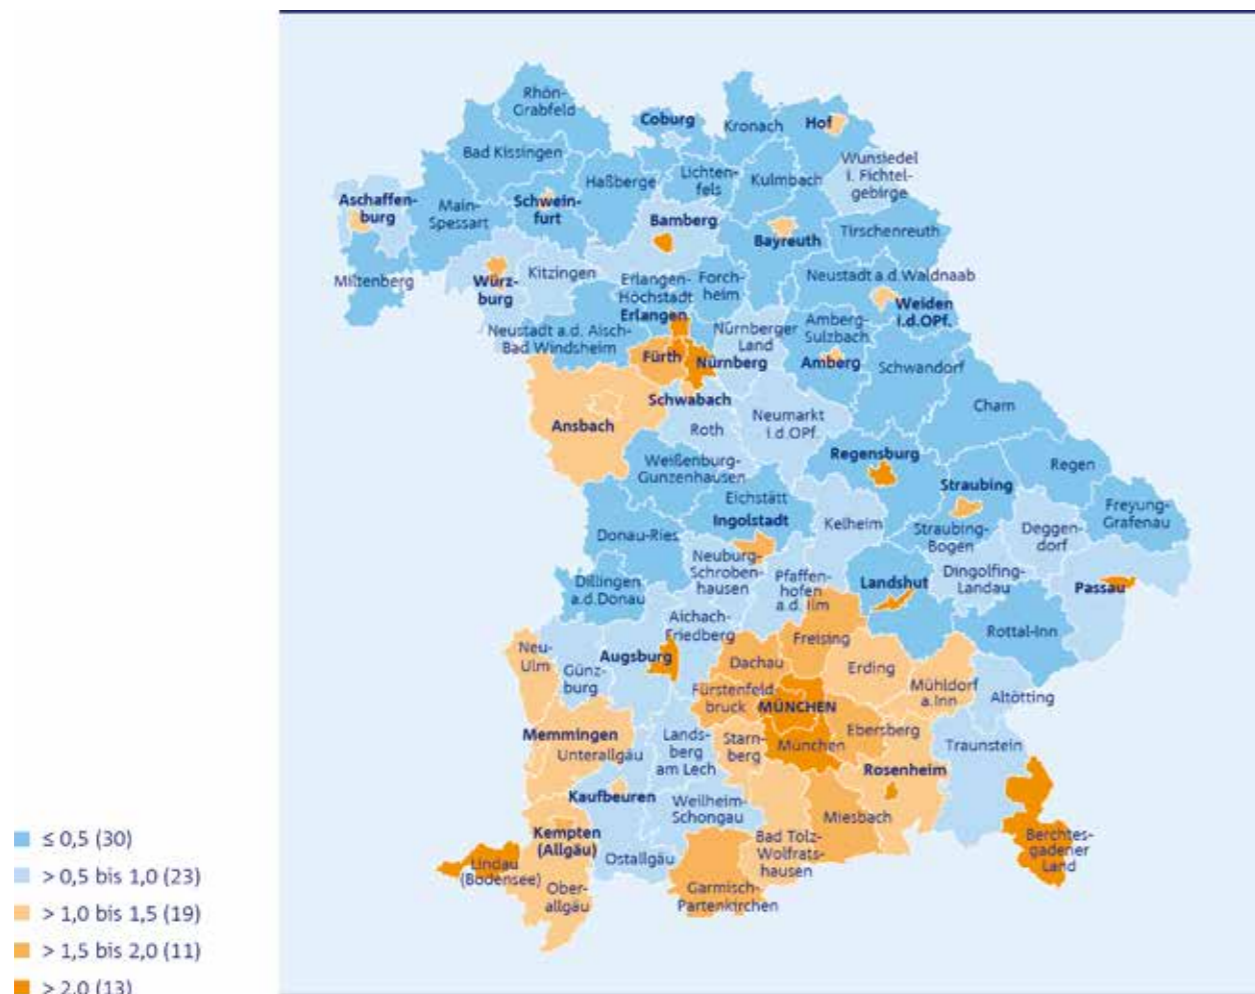 Rhön-
Grabfeld
Coburg
Kronach
Hof
Bad Kissingen
Wunsiedel
i. Fichtel-
gebirge
Haßberge
Lichten-
fels
Kulmbach
Aschaffen-
burg
Main-
Spessart
Schwein-
furt
Bamberg
Bayreuth
Tirschenreuth
Miltenberg
Würz-
burg
Kitzingen
Erlangen-
Höchstadt
Erlangen
Forch-
heim
Neustadt a.d.Waldnaab
Weiden
i.d.OPf.
Neustadt a.d. Aisch-
Bad Windsheim
Nürnberger
Land
Amberg-
Sulzbach
Fürth
Nürnberg
Amberg
Schwandorf
Schwabach
Ansbach
Roth
Neumarkt
i.d.OPf.
Cham
Weißenburg-
Gunzenhausen
Regensburg
Regen
Eichstätt
Straubing
Freyung-
Grafenau
Ingolstadt
Kelheim
Donau-Ries
Straubing-
Bogen
Deggen-
dorf
Neuburg-
Schroben-
hausen
Pfaffen-
hofen
a.d. Ilm
Landshut
Dingolfing-
Landau
Passau
Dillingen
a.d.Donau
Aichach-
Friedberg
Rottal-Inn
Neu-
Ulm
Günz-
burg
Augsburg
Dachau
Freising
Erding
Mühldorf
a.Inn
Altötting
Fürstenfeld-
bruck
MÜNCHEN
Memmingen
Unterallgäu
Lands-
berg
am Lech
Starn-
berg
München
Ebersberg
Traunstein
Rosenheim
Kaufbeuren
Weilheim-
Schongau
Miesbach
Kempten
(Allgäu)
Bad Tölz-
Wolfrats-
hausen
Berchtes-
gadener
Land
Lindau
(Bodensee)
Ostallgäu
Ober-
allgäu
Garmisch-
Partenkirchen
≤ 0,5 (30)
> 0,5 bis 1,0 (23)
> 1,0 bis 1,5 (19)
> 1,5 bis 2,0 (11)
> 2,0 (13)